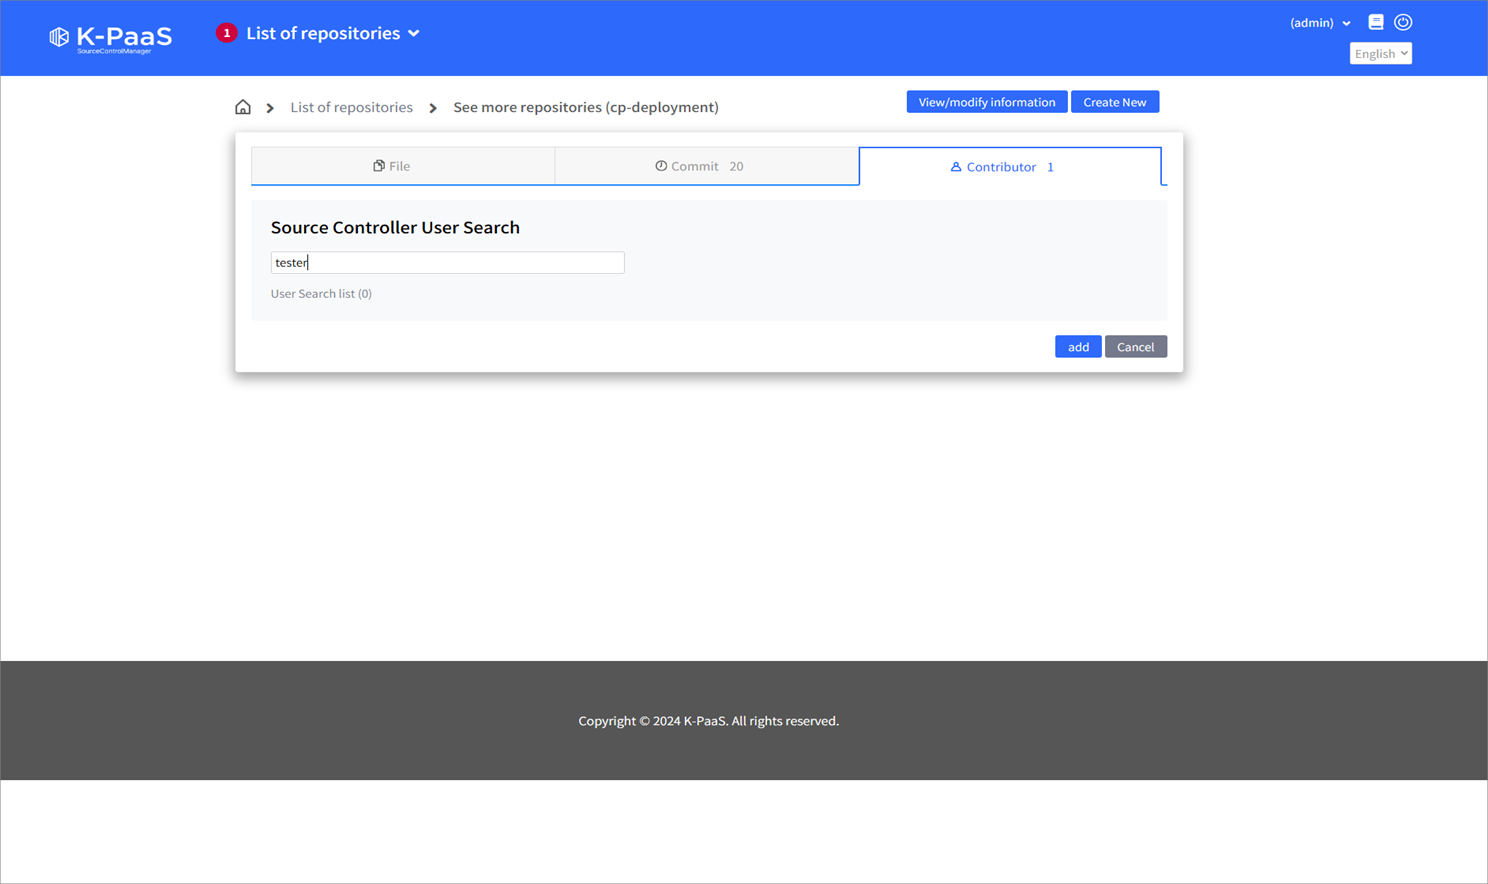 K-PaaS
SourceControlManager
1 List of repositories
(admin)
English
List of repositories
See more repositories (cp-deployment)
View/modify information
Create New
File
Commit 20
Contributor 1
Source Controller User Search
tester
User Search list (0)
add
Cancel
Copyright © 2024 K-PaaS. All rights reserved.